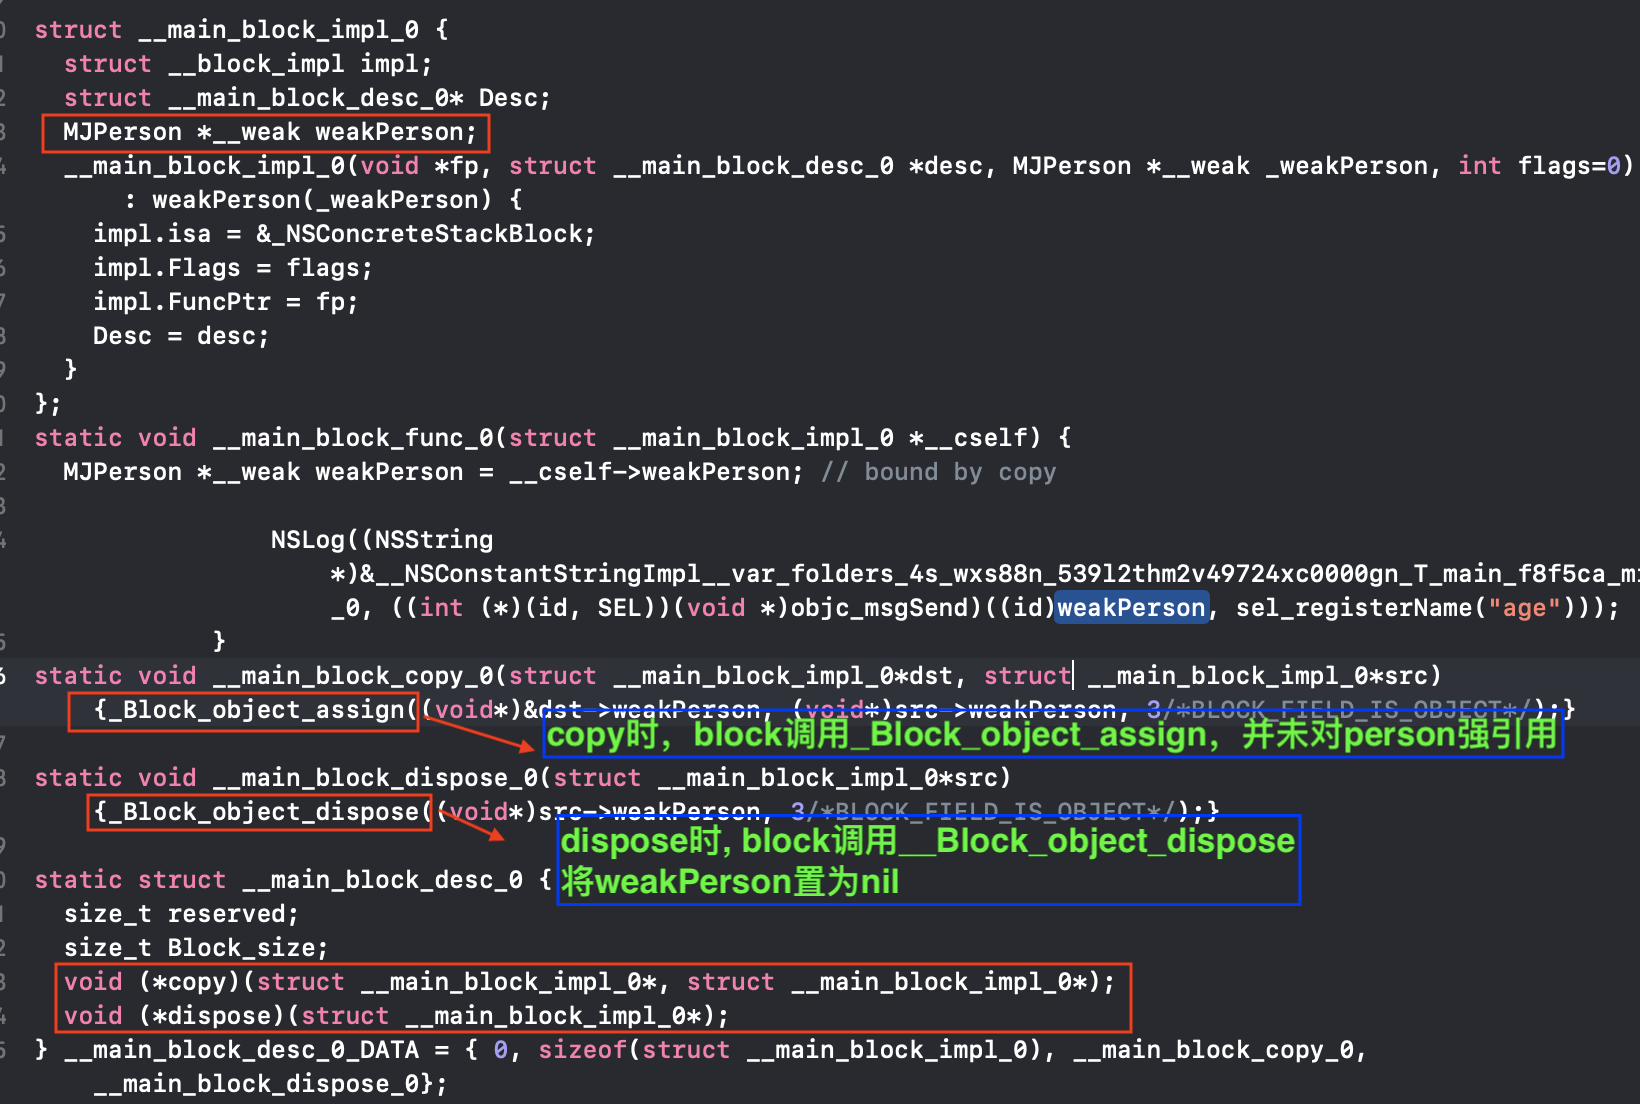 struct __main_block_impl_0 {
struct __block_impl impl;
struct __main_block_desc_0* Desc;
MJPerson *__weak weakPerson;
__main_block_impl_0(void *fp, struct __main_block_desc_0 *desc, MJPerson *__weak _weakPerson, int flags=0)
: weakPerson(_weakPerson) {
impl.isa = &_NSConcreteStackBlock;
impl.Flags = flags;
impl.FuncPtr = fp;
Desc = desc;
}
};
static void __main_block_func_0(struct __main_block_impl_0 *__cself) {
MJPerson *__weak weakPerson = __cself->weakPerson; // bound by copy
NSLog((NSString
*)&__NSConstantStringImpl__var_folders_4s_wxs88n_539l2thm2v49724xc0000gn_T_main_f8f5ca_mi
_0, ((int (*)(id, SEL))(void *)objc_msgSend)((id)weakPerson, sel_registerName("age")));
}
static void __main_block_copy_0(struct __main_block_impl_0*dst, struct __main_block_impl_0*src)
{_Block_object_assign((void*)&dst->weakPerson, (void*)src->weakPerson, 3/*BLOCK_FIELD_IS_OBJECT*/);}
copy时，block调用_Block_object_assign，并未对person强引用
static void __main_block_dispose_0(struct __main_block_impl_0*src)
{_Block_object_dispose((void*)src->weakPerson, 3/*BLOCK_FIELD_IS_OBJECT*/);}
dispose时, block调用__Block_object_dispose
将weakPerson置为nil
static struct __main_block_desc_0 {
size_t reserved;
size_t Block_size;
void (*copy)(struct __main_block_impl_0*, struct __main_block_impl_0*);
void (*dispose)(struct __main_block_impl_0*);
} __main_block_desc_0_DATA = { 0, sizeof(struct __main_block_impl_0), __main_block_copy_0,
__main_block_dispose_0};